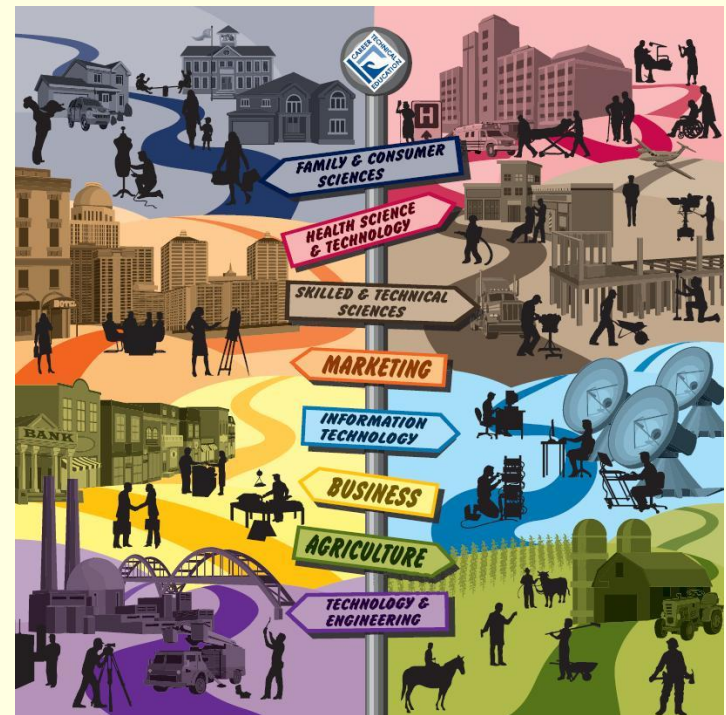 CAREER TECHNICAL
EDUCATION
H
FAMILY & CONSUMER
SCIENCES
HEALTH SCIENCE
& TECHNOLOGY
SKILLED & TECHNICAL
SCIENCES
HOTEL
MARKETING
INFORMATION
TECHNOLOGY
BANK
BUSINESS
AGRICULTURE
TECHNOLOGY &
ENGINEERING